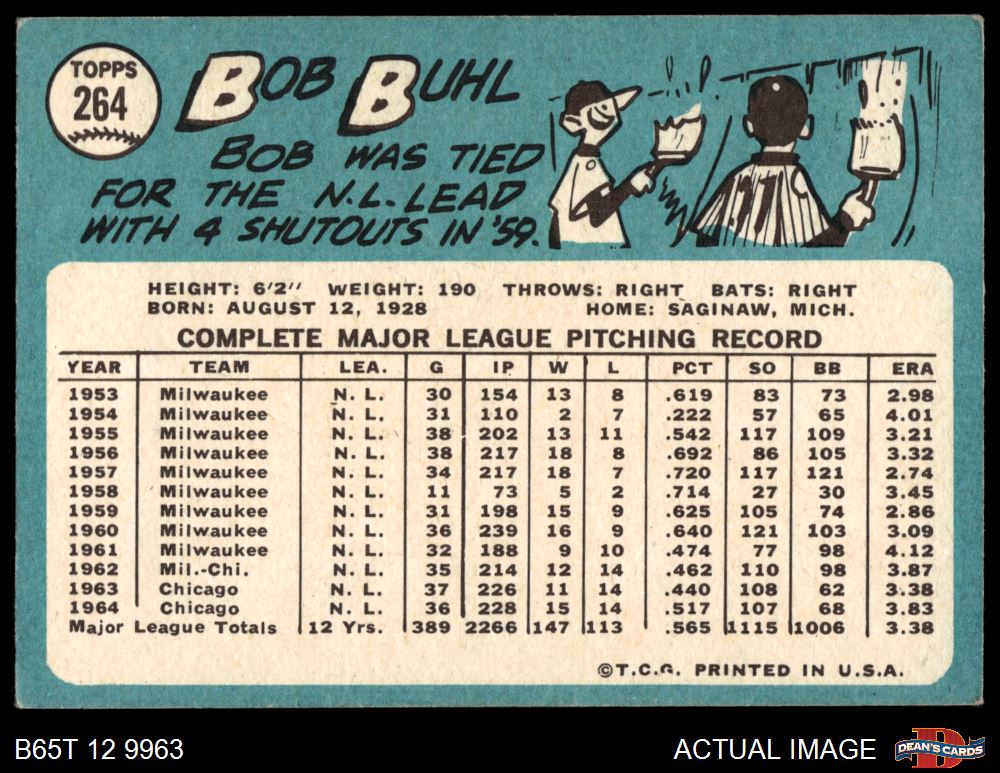 TOPPS
264
BOB BUHL
BOB WAS TIED
FOR THE N.L. LEAD
WITH 4 SHUTOUTS IN '59.
HEIGHT: 6'2" WEIGHT: 190 THROWS: RIGHT BATS: RIGHT
BORN: AUGUST 12, 1928 HOME: SAGINAW, MICH.
COMPLETE MAJOR LEAGUE PITCHING RECORD
YEAR TEAM LEA. G IP W L PCT SO BB ERA
1953 Milwaukee N. L. 30 154 13 8 .619 83 73 2.98
1954 Milwaukee N. L. 31 110 2 7 .222 57 65 4.01
1955 Milwaukee N. L. 38 202 13 11 .542 117 109 3.21
1956 Milwaukee N. L. 38 217 18 8 .692 86 105 3.32
1957 Milwaukee N. L. 34 217 18 7 .720 117 121 2.74
1958 Milwaukee N. L. 11 73 5 2 .714 27 30 3.45
1959 Milwaukee N. L. 31 198 15 9 .625 105 74 2.86
1960 Milwaukee N. L. 36 239 16 9 .640 121 103 3.09
1961 Milwaukee N. L. 32 188 9 10 .474 77 98 4.12
1962 Mil.-Chi. N. L. 35 214 12 14 .462 110 98 3.87
1963 Chicago N. L. 37 226 11 14 .440 108 62 3.38
1964 Chicago N. L. 36 228 15 14 .517 107 68 3.83
Major League Totals 12 Yrs. 389 2266 147 113 .565 1115 1006 3.38
©T.C.G. PRINTED IN U.S.A.
B65T 12 9963 ACTUAL IMAGE DEAN'S CARDS